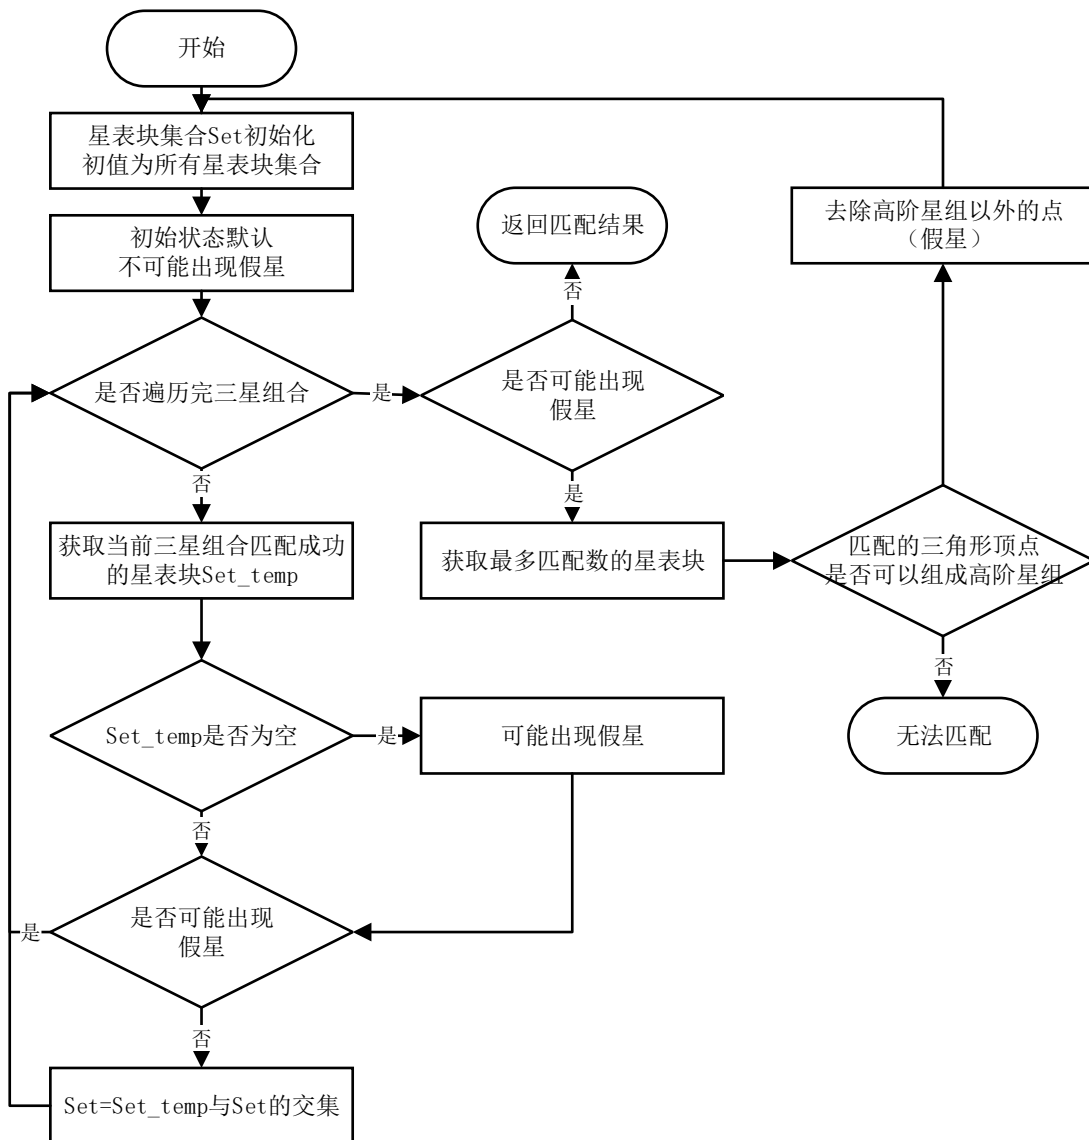 开始
星表块集合Set初始化
初值为所有星表块集合
初始状态默认
不可能出现假星
返回匹配结果
去除高阶星组以外的点
（假星）
否
是否遍历完三星组合
是
是否可能出现
假星
否
是
获取当前三星组合匹配成功
的星表块Set_temp
获取最多匹配数的星表块
匹配的三角形顶点
是否可以组成高阶星组
否
无法匹配
Set_temp是否为空
是
可能出现假星
否
是否可能出现
假星
是
否
Set=Set_temp与Set的交集